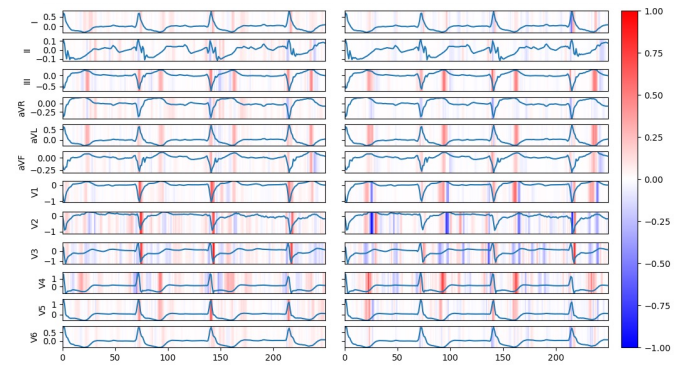 I 0.5 0.0 1.00
II 0.1 0.0 −0.1 0.75
III 0.0 −0.5
aVR 0.00 −0.25 0.50
aVL 0.5 0.0 0.25
aVF 0.00 −0.25
V1 0 −1 0.00
V2 0 −1 −0.25
V3 0 −1
V4 1 0 −0.50
V5 1 0 −0.75
V6 0.5 0.0 −1.00
0 50 100 150 200 0 50 100 150 200